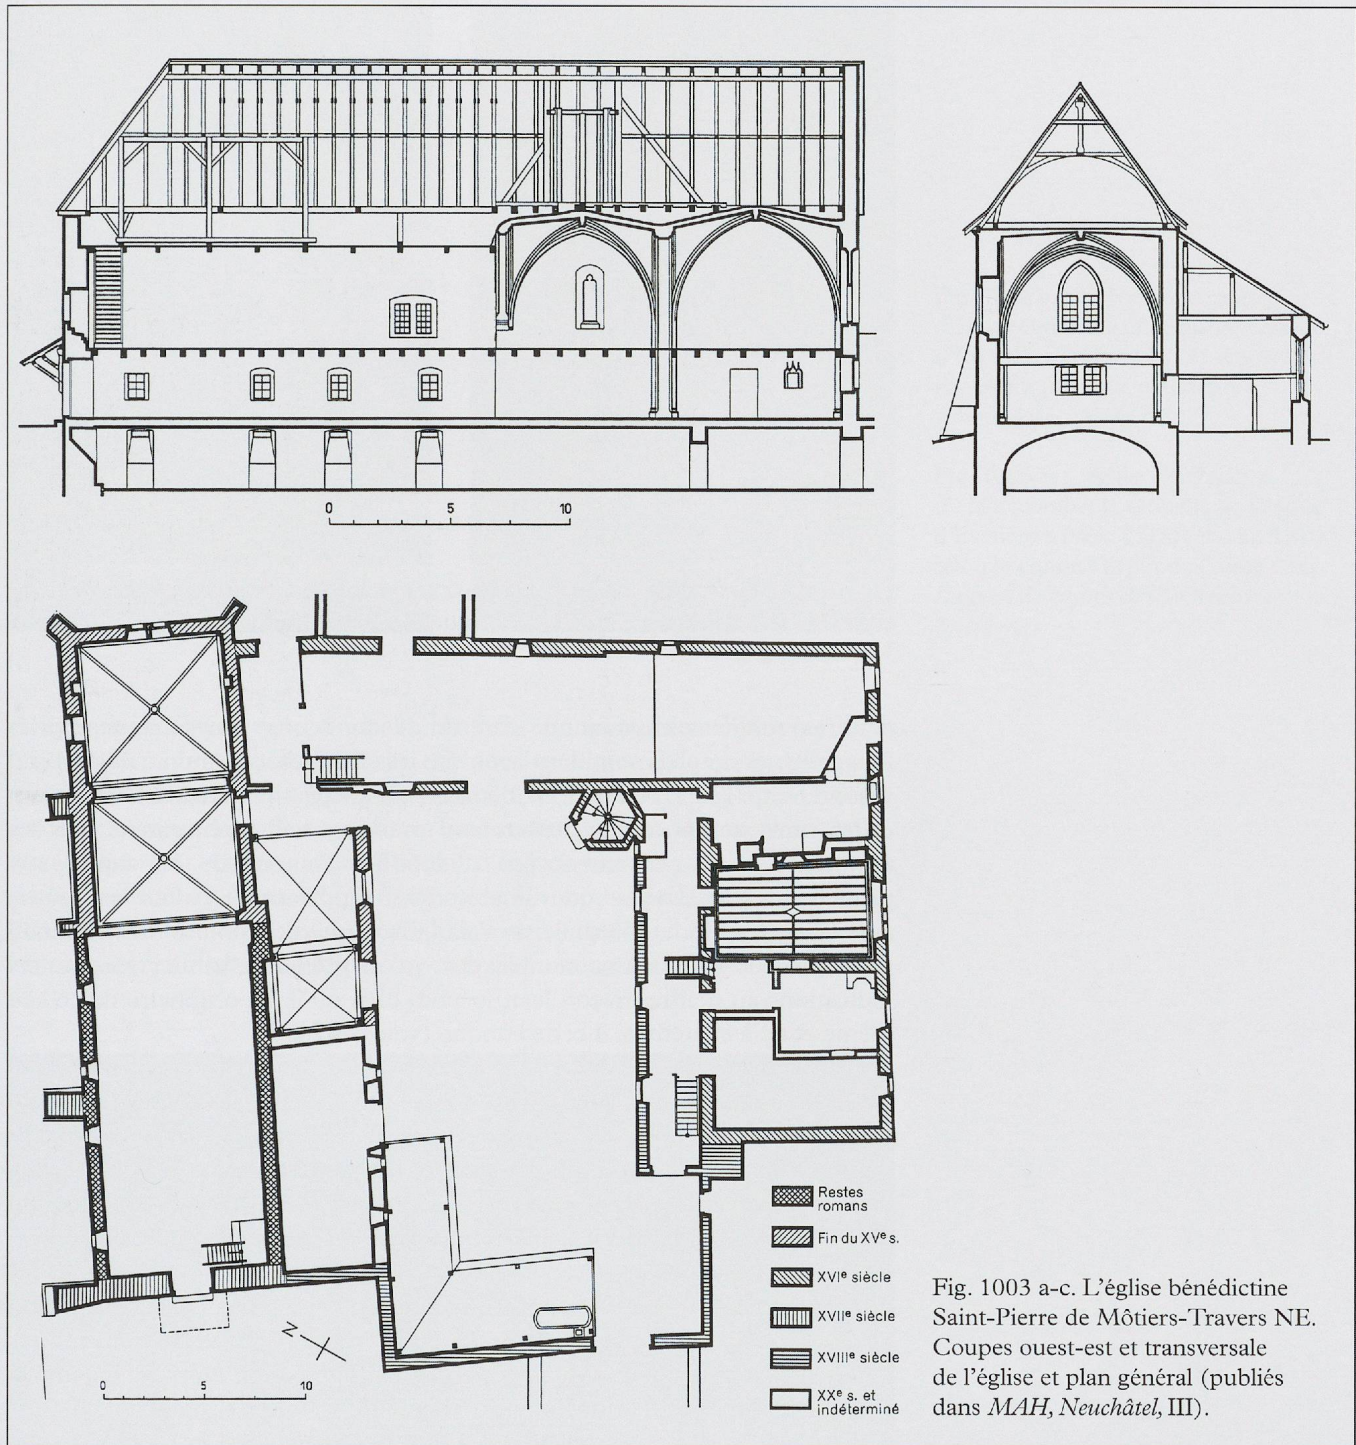 0 5 10
Restes
romans
Fin du XVe s.
XVIe siècle
XVIIe siècle
XVIIIe siècle
XXe s. et
indéterminé
N
0 5 10
Fig. 1003 a-c. L'église bénédictine
Saint-Pierre de Môtiers-Travers NE.
Coupes ouest-est et transversale
de l'église et plan général (publiés
dans MAH, Neuchâtel, III).